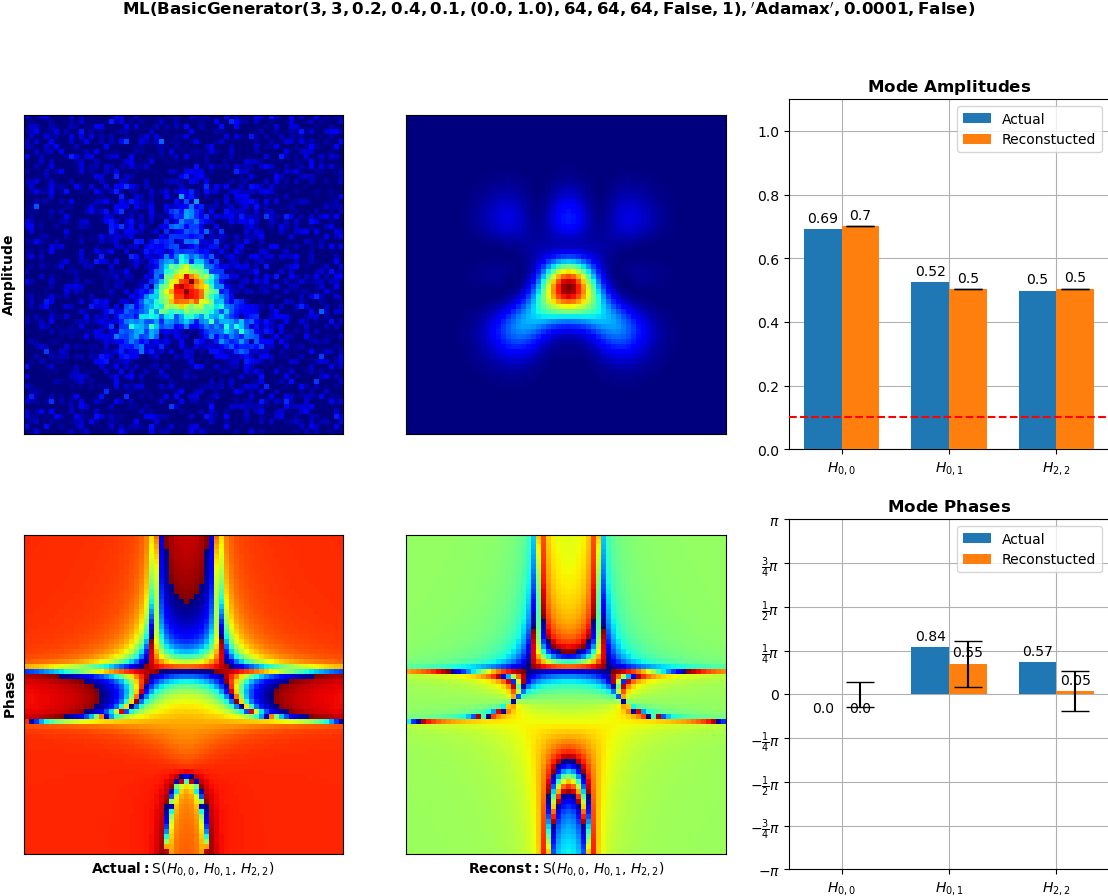 ML(BasicGenerator(3, 3, 0.2, 0.4, 0.1, (0.0, 1.0), 64, 64, 64, False, 1), 'Adamax', 0.0001, False)
Amplitude
Mode Amplitudes
Actual
Reconstucted
1.0
0.8
0.6
0.4
0.2
0.0
0.69
0.7
0.52
0.5
0.5
0.5
H0,0
H0,1
H2,2
Phase
Actual: S(H0,0, H0,1, H2,2)
Reconst: S(H0,0, H0,1, H2,2)
Mode Phases
Actual
Reconstucted
π
3/4π
1/2π
1/4π
0
−1/4π
−1/2π
−3/4π
−π
0.0
0.0
0.84
0.55
0.57
0.05
H0,0
H0,1
H2,2